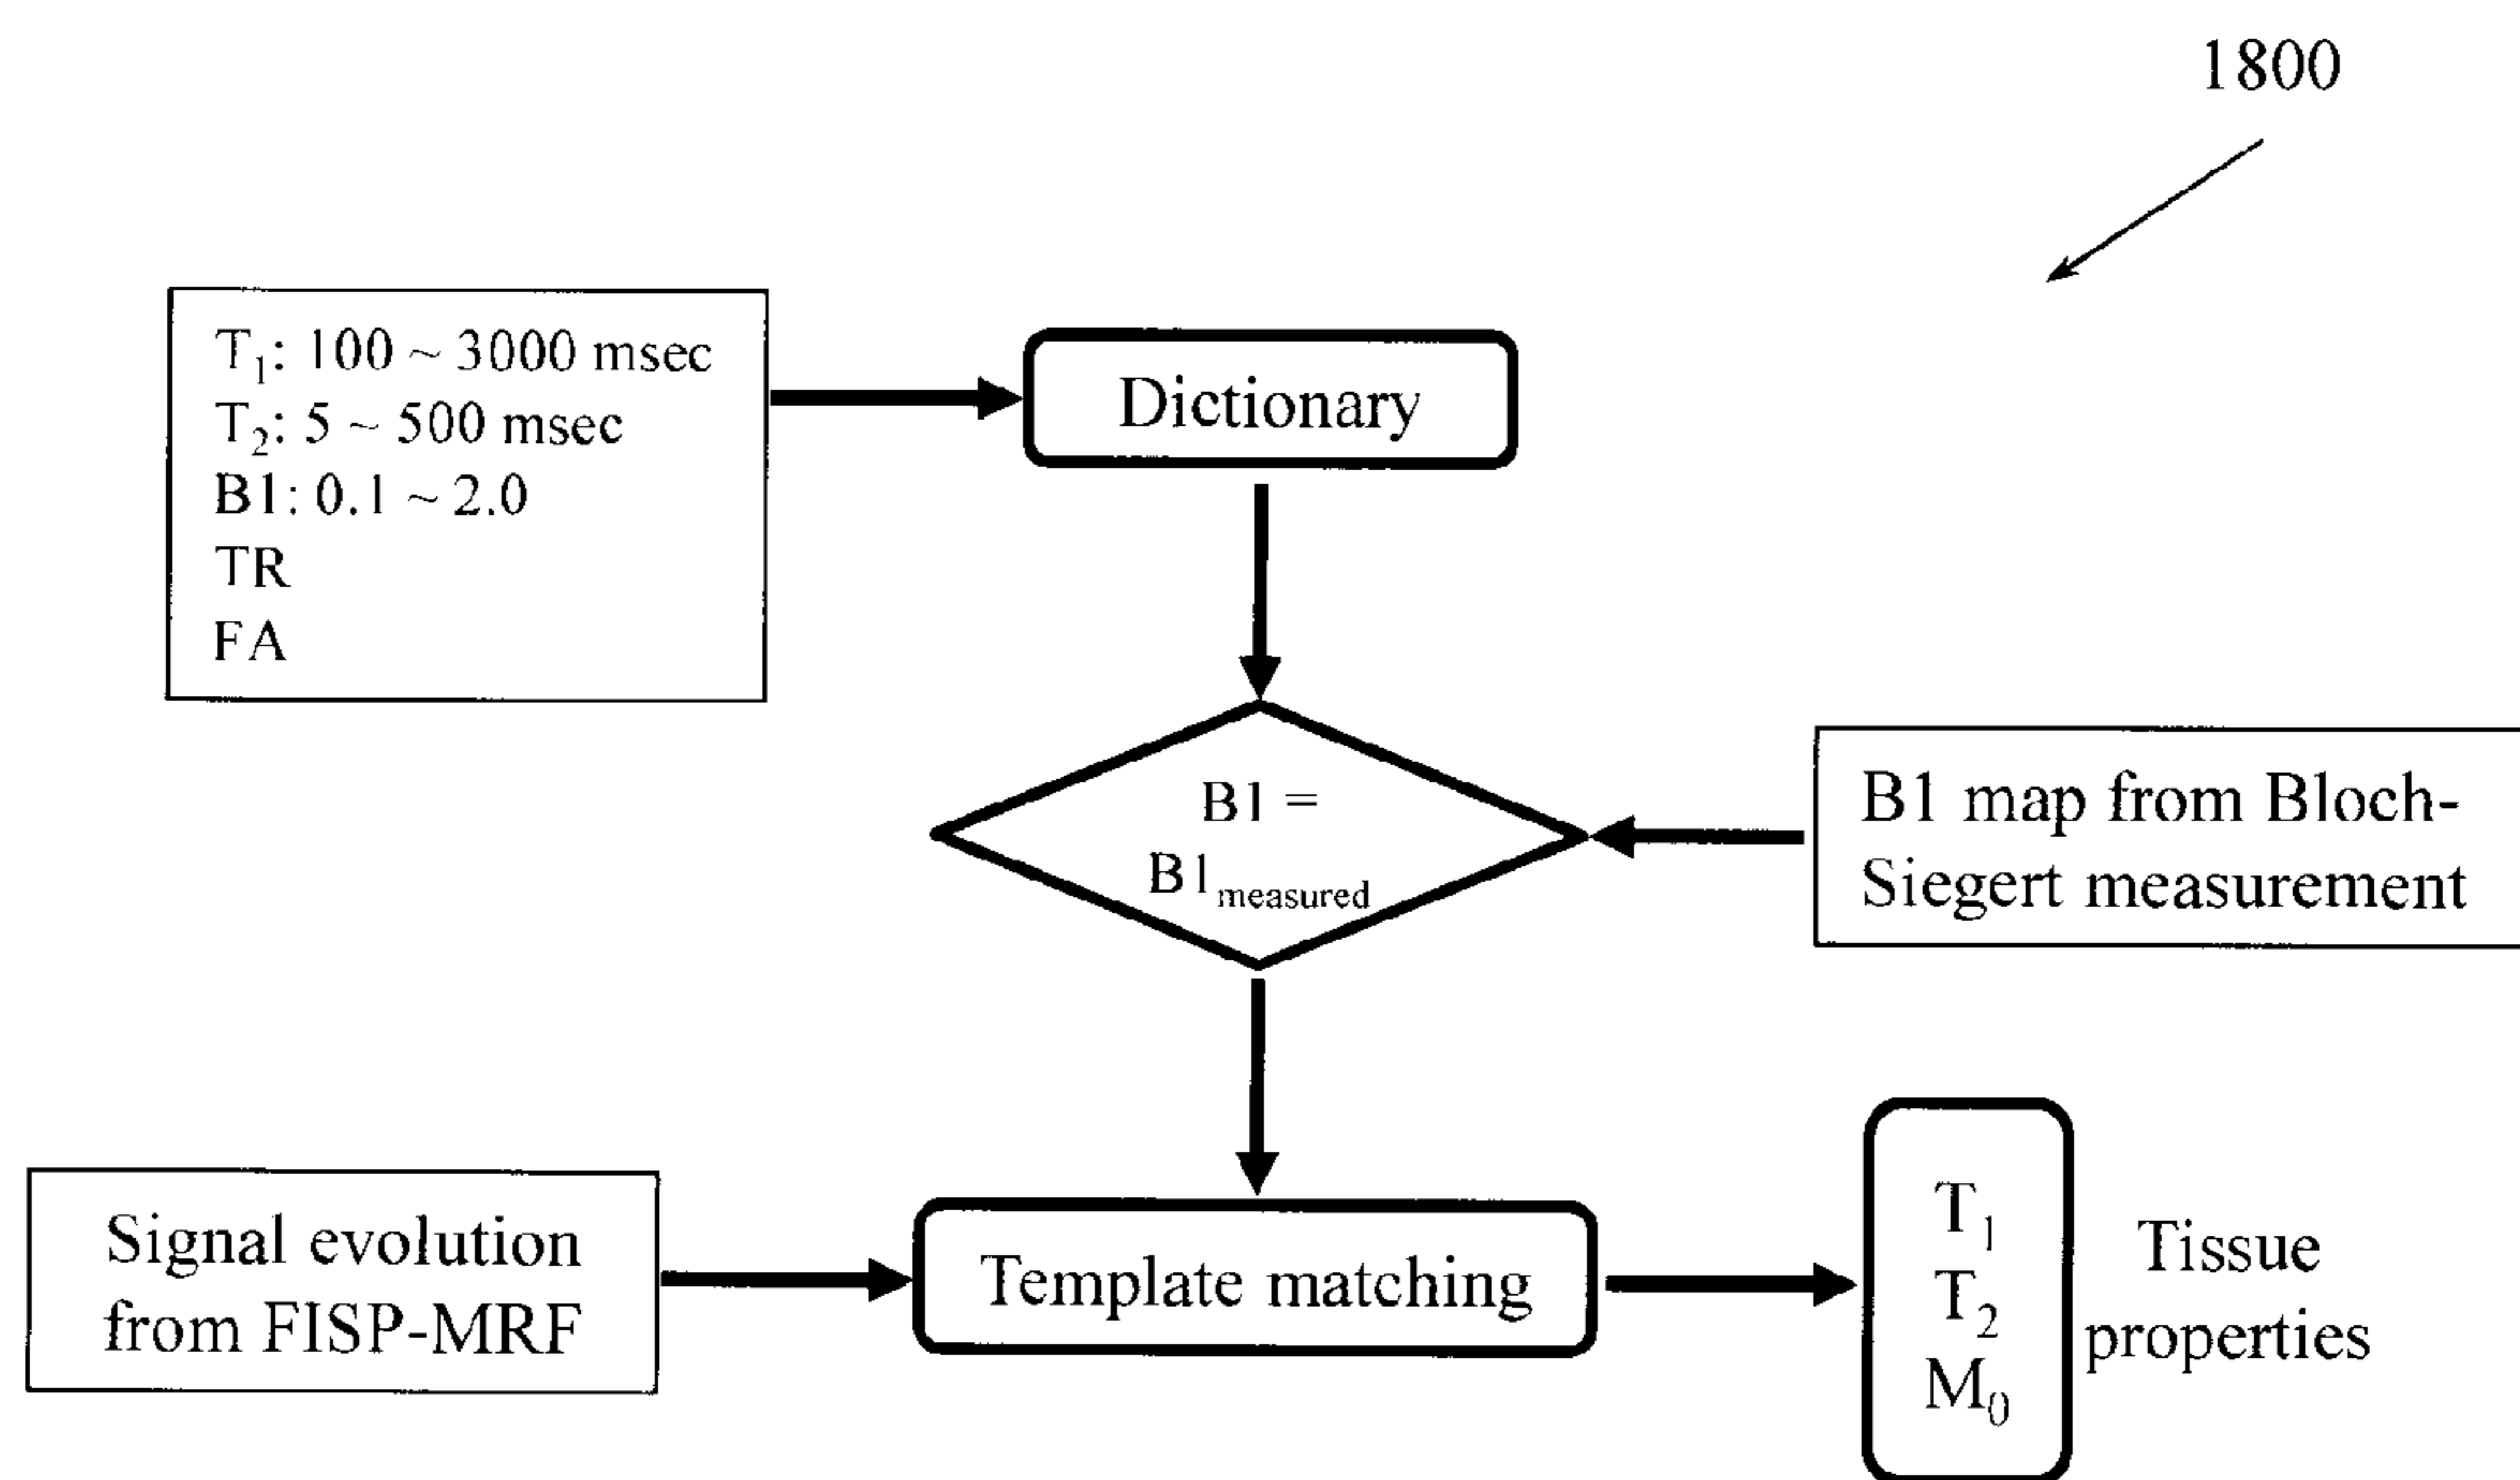 1800
T₁: 100 ~ 3000 msec
T₂: 5 ~ 500 msec
B1: 0.1 ~ 2.0
TR
FA
Dictionary
B1 =
B1measured
B1 map from Bloch-
Siegert measurement
Signal evolution
from FISP-MRF
Template matching
T₁
T₂
M₀
Tissue
properties